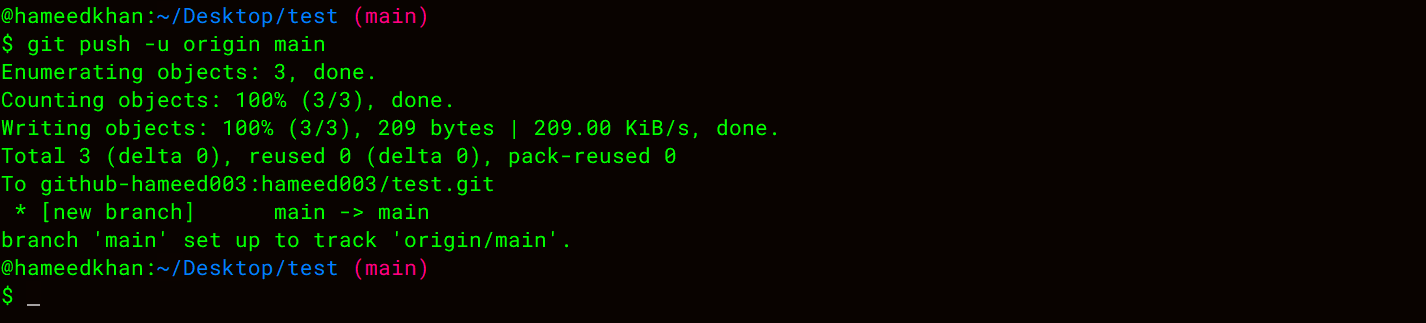 @hameedkhan:~/Desktop/test (main)
$ git push -u origin main
Enumerating objects: 3, done.
Counting objects: 100% (3/3), done.
Writing objects: 100% (3/3), 209 bytes | 209.00 KiB/s, done.
Total 3 (delta 0), reused 0 (delta 0), pack-reused 0
To github-hameed003:hameed003/test.git
 * [new branch]      main -> main
branch 'main' set up to track 'origin/main'.
@hameedkhan:~/Desktop/test (main)
$ _